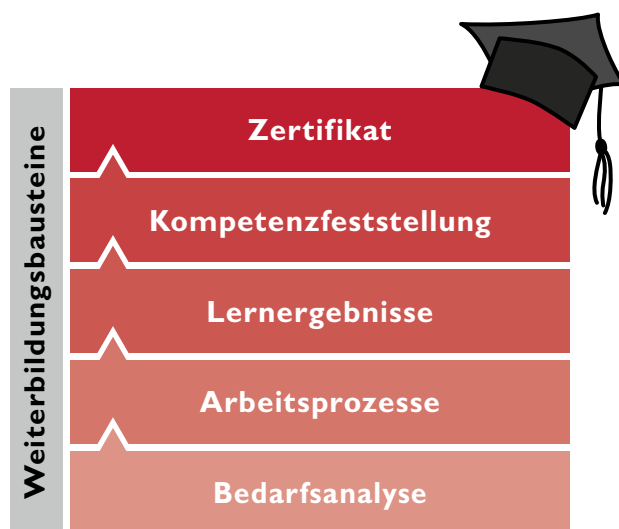 Weiterbildungsbausteine
Zertifikat
Kompetenzfeststellung
Lernergebnisse
Arbeitsprozesse
Bedarfsanalyse